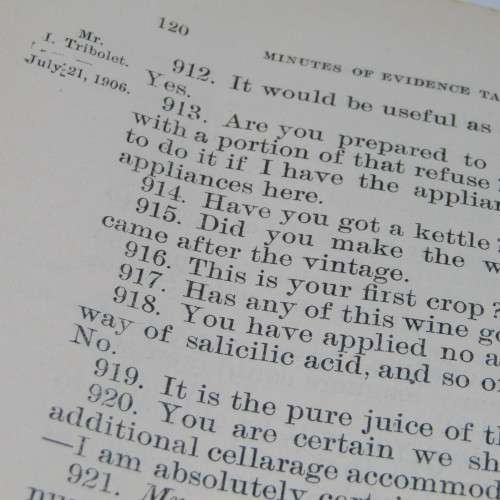 120
MINUTES OF EVIDENCE TA
Mr.
I. Tribolet.
July 21, 1906.
912. It would be useful as
Yes.
913. Are you prepared to
with a portion of that refuse?
to do it if I have the applian
appliances here.
914. Have you got a kettle?
915. Did you make the w
came after the vintage.
916. This is your first crop?
917. Has any of this wine go
918. You have applied no a
way of salicilic acid, and so o
No.
919. It is the pure juice of th
920. You are certain we sh
additional cellarage accommod
—I am absolutely cert
921.